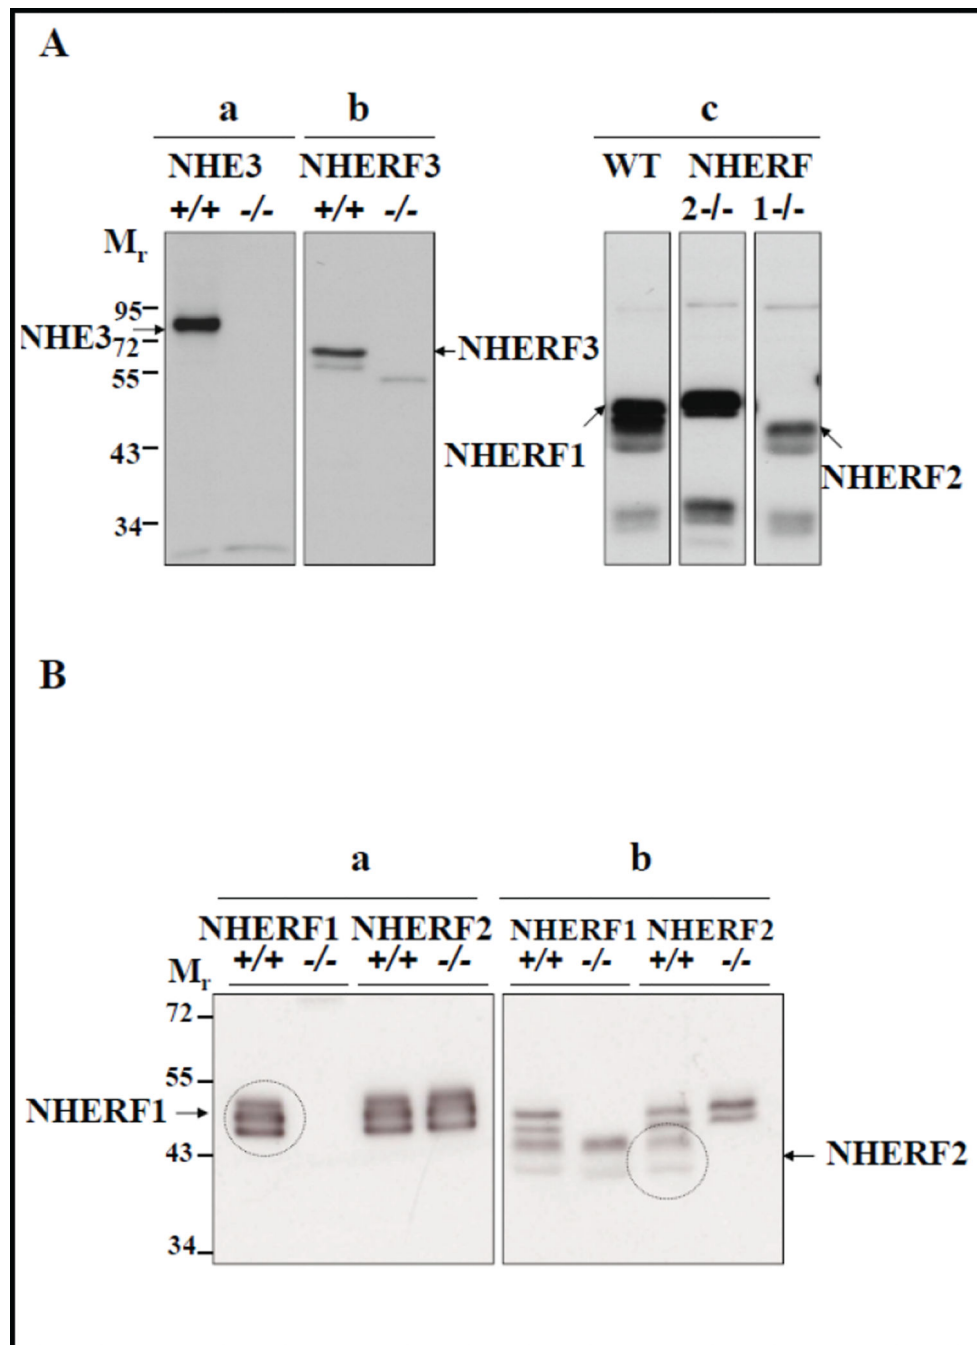 A
a b c
NHE3 NHERF3 WT NHERF
+/+ -/- +/+ -/- 2-/- 1-/-
Mr
95
NHE3
72
NHERF3
55
NHERF1
43
NHERF2
34
B
a b
NHERF1 NHERF2 NHERF1 NHERF2
+/+ -/- +/+ -/- +/+ -/- +/+ -/-
Mr
72
55
NHERF1
43
NHERF2
34